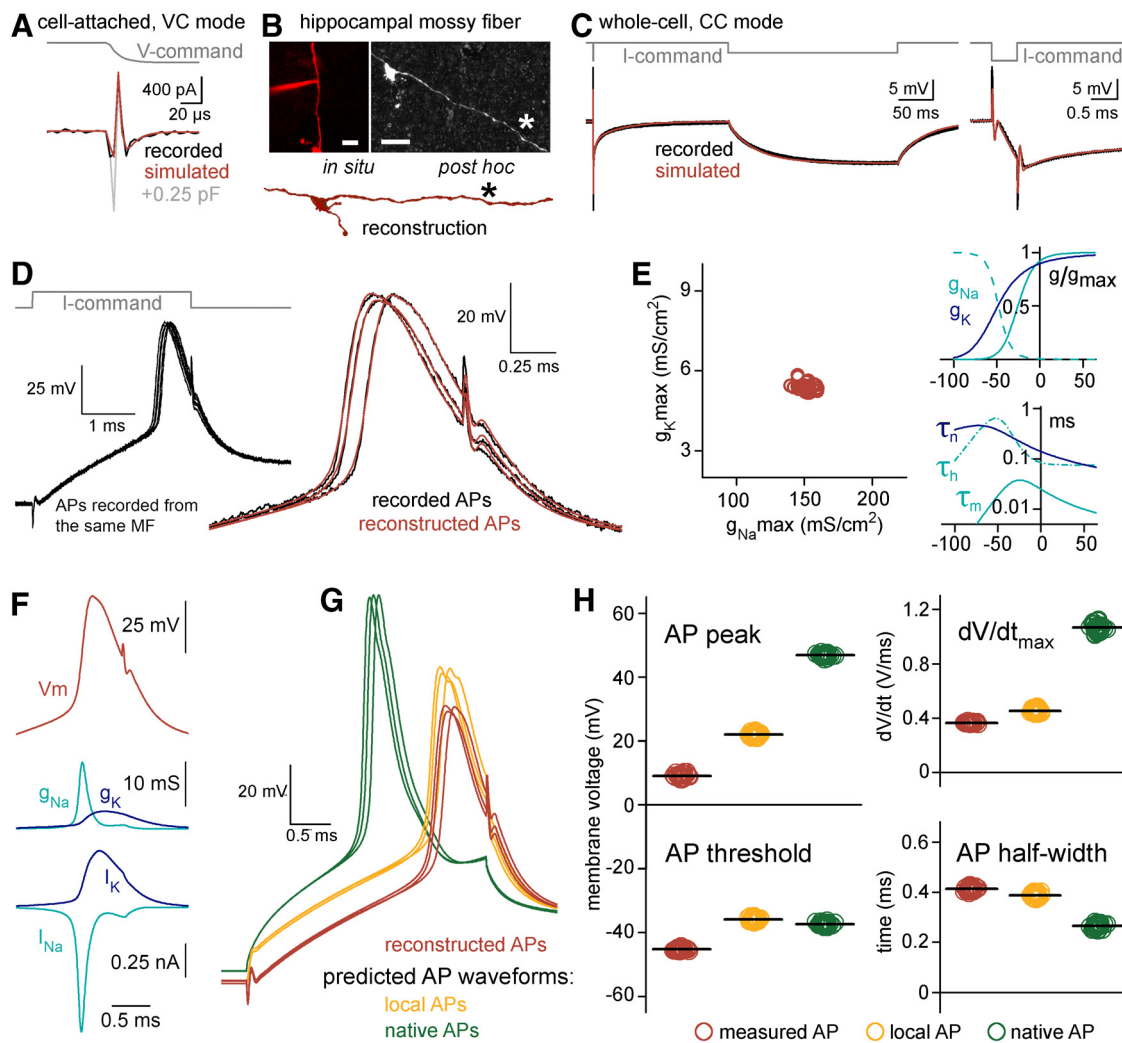 A cell-attached, VC mode
V-command
400 pA
20 µs
recorded
simulated
+0.25 pF
B hippocampal mossy fiber
*
in situ
post hoc
*
reconstruction
C whole-cell, CC mode
I-command
I-command
5 mV
50 ms
5 mV
0.5 ms
recorded
simulated
D
I-command
25 mV
1 ms
20 mV
0.25 ms
APs recorded from
the same MF
recorded APs
reconstructed APs
E
gKmax (mS/cm2)
9
6
3
100
150
200
gNamax (mS/cm2)
1
g/gmax
gNa
gK
0.5
-100
-50
0
50
1
ms
τn
τh
τm
0.1
0.01
-100
-50
0
50
F
25 mV
Vm
10 mS
gNa
gK
IK
INa
0.25 nA
0.5 ms
G
20 mV
0.5 ms
reconstructed APs
predicted AP waveforms:
local APs
native APs
H
membrane voltage (mV)
60
40
20
0
-20
-40
-60
AP peak
AP threshold
dV/dt (V/ms)
1.2
0.8
0.4
0
dV/dtmax
time (ms)
0.6
0.4
0.2
0
AP half-width
measured AP
local AP
native AP